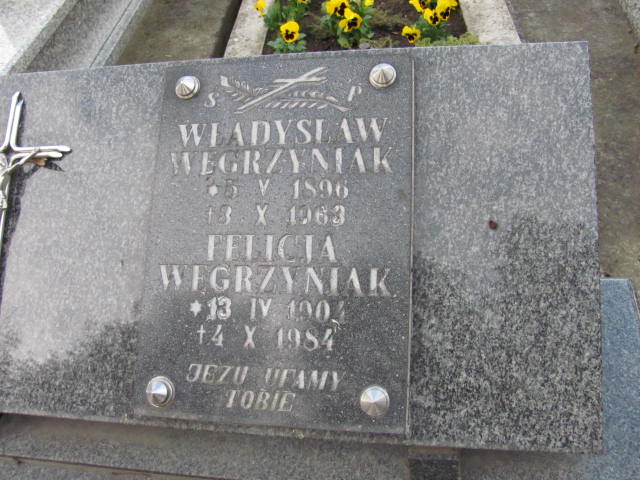 Ś P
WŁADYSŁAW
WĘGRZYNIAK
*5 V 1896
†3 X 1963
FELICJA
WĘGRZYNIAK
*13 IV 1904
†4 X 1984
JEZU UFAMY
TOBIE